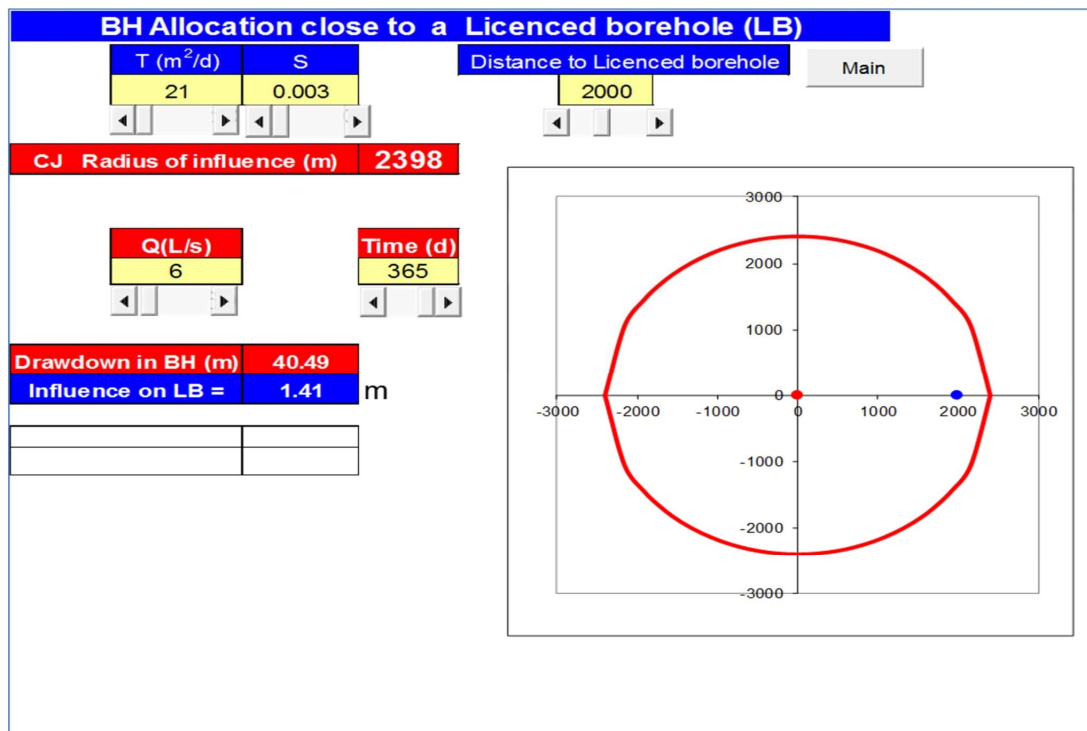 BH Allocation close to a Licenced borehole (LB)
T (m²/d) S Distance to Licenced borehole Main
21 0.003 2000
CJ Radius of influence (m) 2398
Q(L/s) Time (d)
6 365
Drawdown in BH (m) 40.49
Influence on LB = 1.41 m
3000
2000
1000
0
-3000 -2000 -1000 0 1000 2000 3000
-1000
-2000
-3000